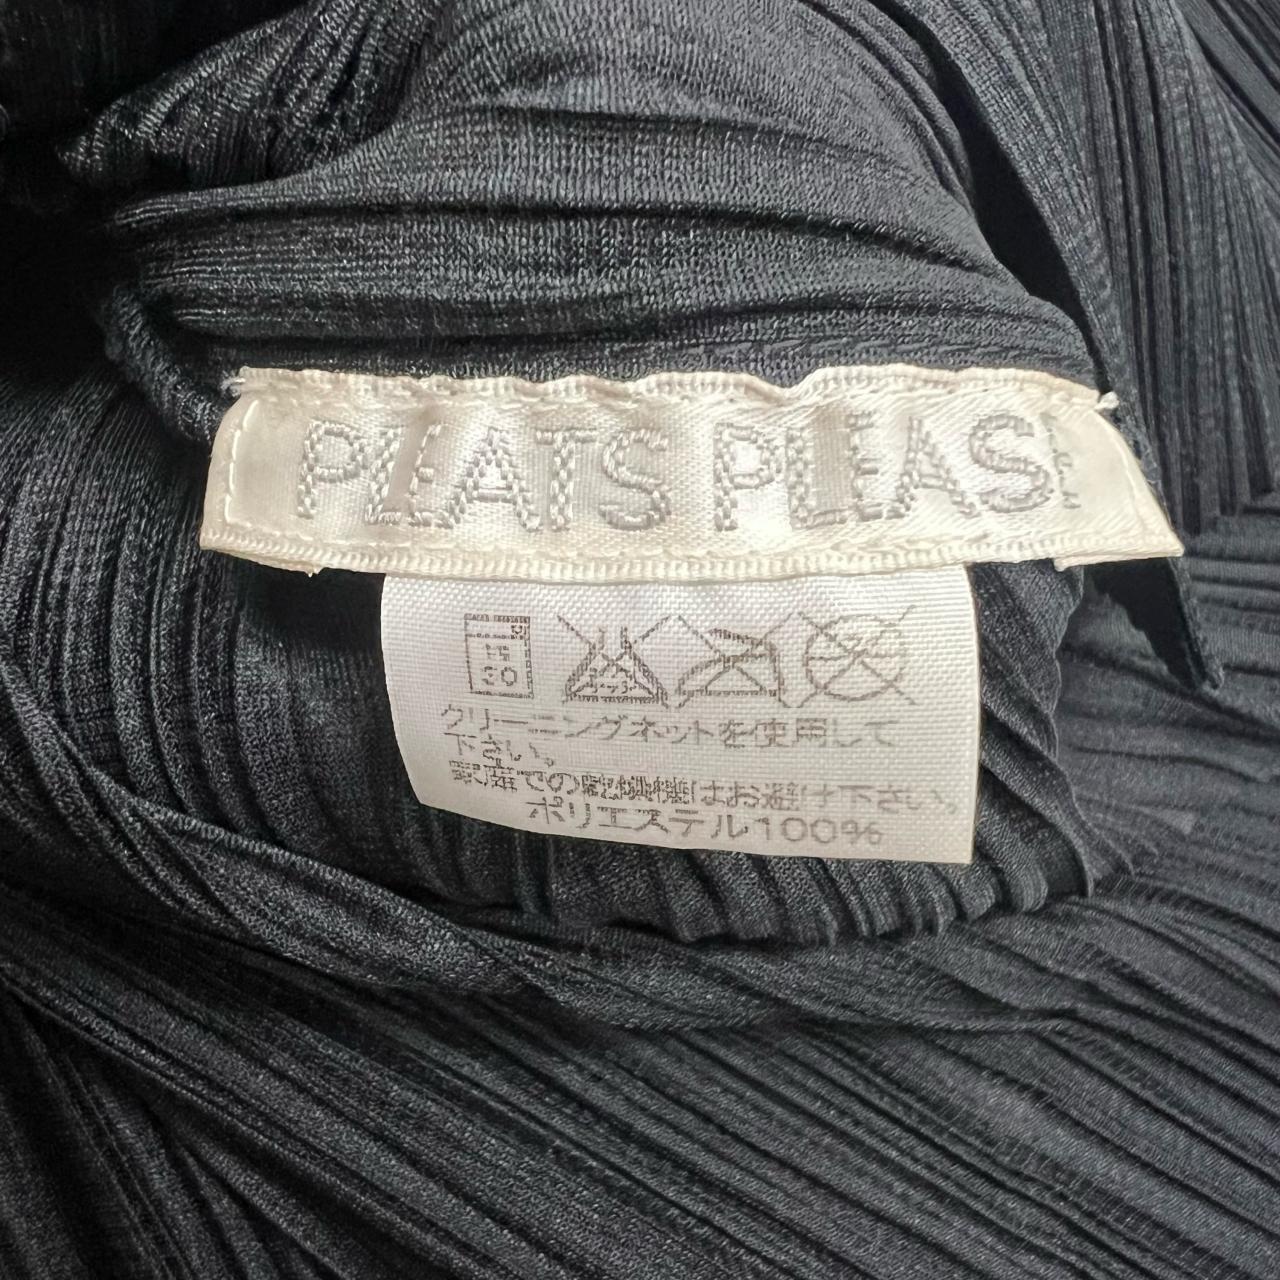 PLEATS PLEAS
30
クリーニングネットを使用して
下さい。
家庭での乾燥機はお避け下さい。
ポリエステル100%